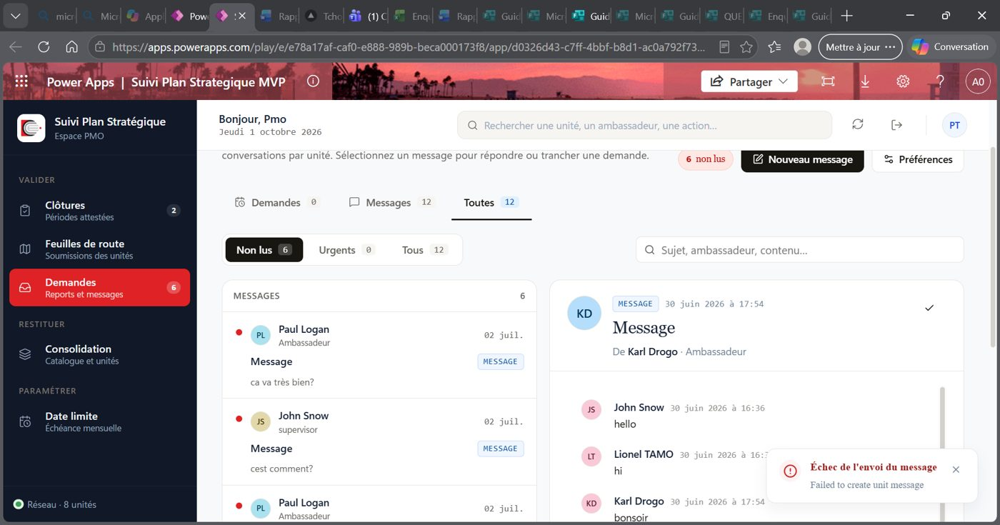 micr
Micr
App
Powe
Rapp
Tcho
(1) C
Enqu
Rapp
Guid
Micr
Guid
Micr
Guid
QUE
Enq
Guid
https://apps.powerapps.com/play/e/e78a17af-caf0-e888-989b-beca000173f8/app/d0326d43-c7ff-4bbf-b8d1-ac0a792f73...
Mettre à jour ...
Conversation
Power Apps | Suivi Plan Strategique MVP
Partager
A0
Suivi Plan Stratégique
Espace PMO
Bonjour, Pmo
Jeudi 1 octobre 2026
Rechercher une unité, un ambassadeur, une action...
PT
VALIDER
Clôtures
Périodes attestées
2
Feuilles de route
Soumissions des unités
Demandes
Reports et messages
6
RESTITUER
Consolidation
Catalogue et unités
PARAMÉTRER
Date limite
Échéance mensuelle
Réseau · 8 unités
conversations par unité. Sélectionnez un message pour répondre ou trancher une demande.
6 non lus
Nouveau message
Préférences
Demandes 0
Messages 12
Toutes 12
Non lus 6
Urgents 0
Tous 12
Sujet, ambassadeur, contenu...
MESSAGES 6
PL
Paul Logan
02 juil.
Ambassadeur
Message
MESSAGE
ca va très bien?
JS
John Snow
02 juil.
supervisor
Message
MESSAGE
cest comment?
PL
Paul Logan
02 juil.
Ambassadeur
KD
MESSAGE 30 juin 2026 à 17:54
Message
De Karl Drogo · Ambassadeur
JS
John Snow 30 juin 2026 à 16:36
hello
LT
Lionel TAMO 30 juin 2026 à 16:3
hi
KD
Karl Drogo 30 juin 2026 à 17:54
bonsoir
Échec de l'envoi du message
Failed to create unit message